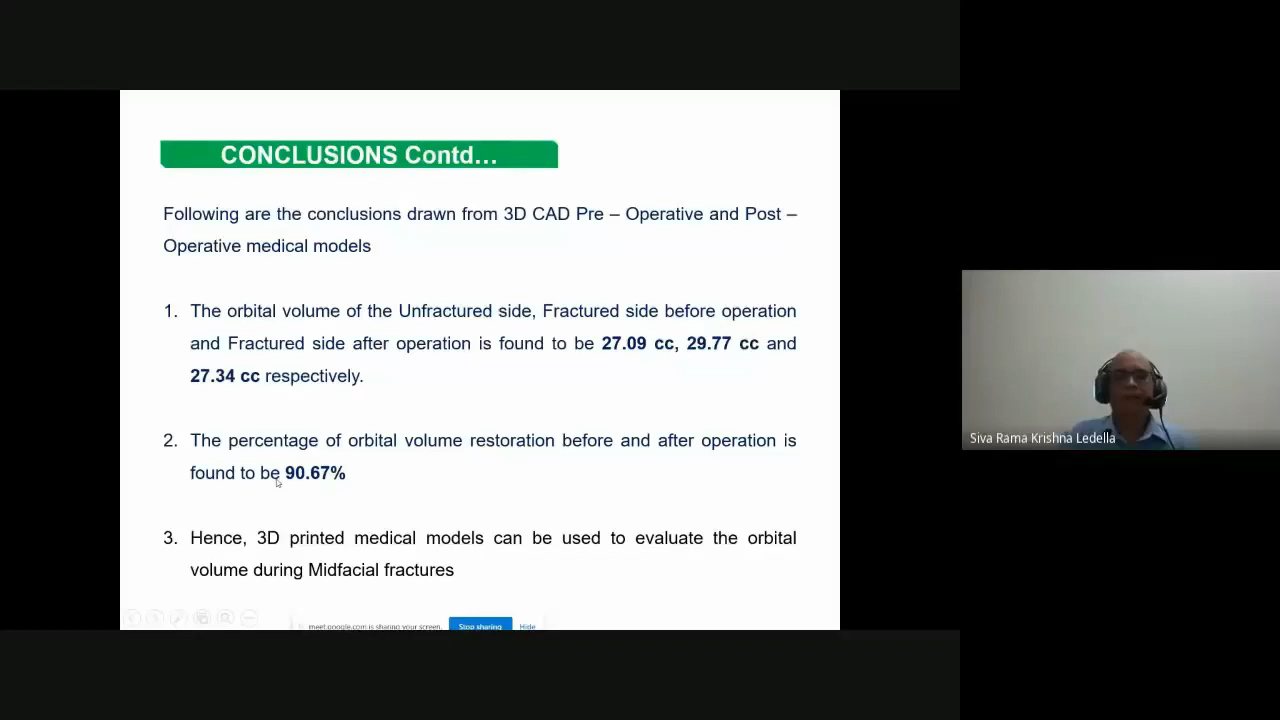 CONCLUSIONS Contd...
Following are the conclusions drawn from 3D CAD Pre – Operative and Post –
Operative medical models
1. The orbital volume of the Unfractured side, Fractured side before operation
and Fractured side after operation is found to be 27.09 cc, 29.77 cc and
27.34 cc respectively.
2. The percentage of orbital volume restoration before and after operation is
found to be 90.67%
3. Hence, 3D printed medical models can be used to evaluate the orbital
volume during Midfacial fractures
meet.google.com is sharing your screen. Stop sharing Hide
Siva Rama Krishna Ledella